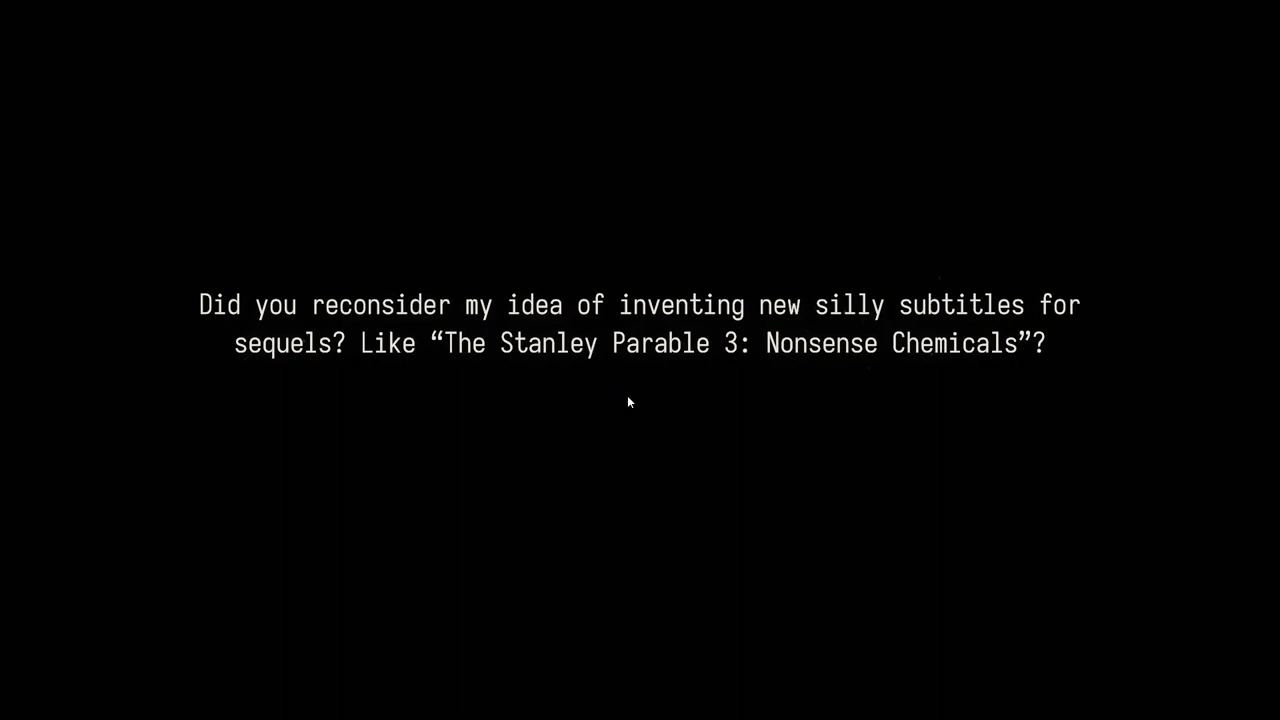 Did you reconsider my idea of inventing new silly subtitles for
sequels? Like “The Stanley Parable 3: Nonsense Chemicals”?